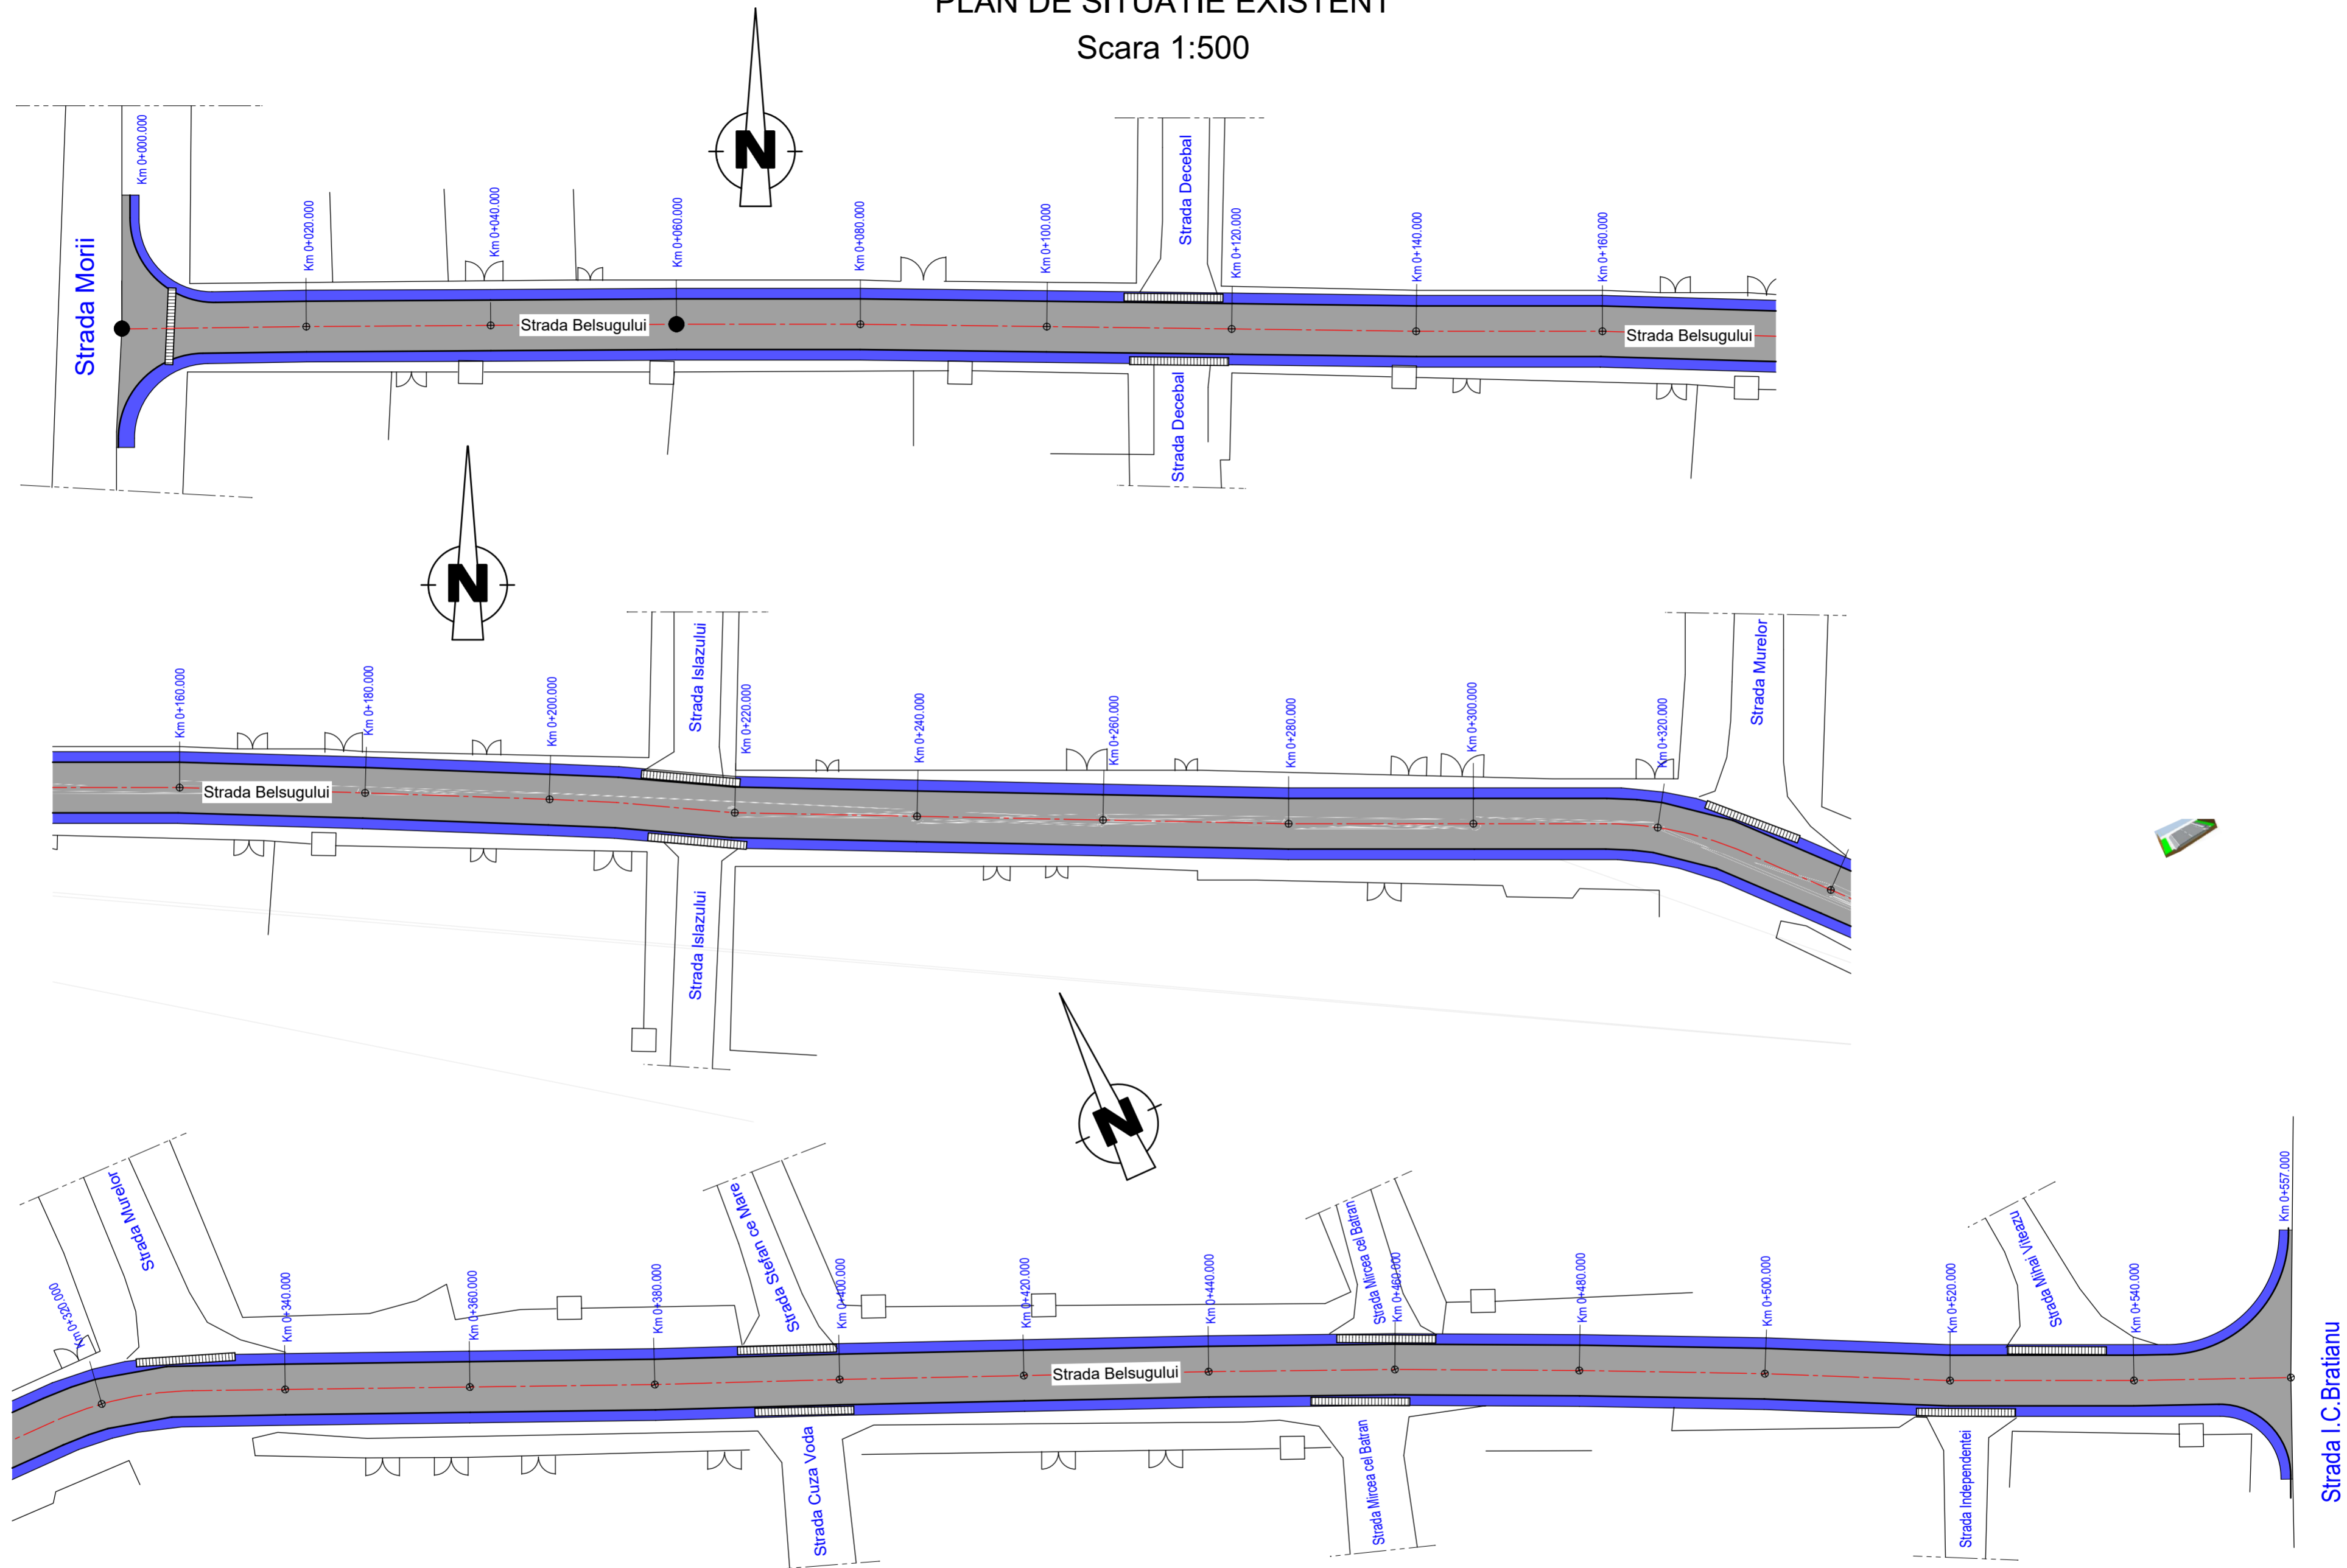 PLAN DE SITUATIE EXISTENT
Scara 1:500
N
Km 0+000.000
Strada Morii
Km 0+020.000
Km 0+040.000
Strada Belsugului
Km 0+060.000
Km 0+080.000
Km 0+100.000
Strada Decebal
Strada Decebal
Km 0+120.000
Km 0+140.000
Km 0+160.000
Strada Belsugului
N
Km 0+160.000
Strada Belsugului
Km 0+180.000
Km 0+200.000
Strada Islazului
Strada Islazului
Km 0+220.000
Km 0+240.000
Km 0+260.000
Km 0+280.000
Km 0+300.000
Km 0+320.000
Strada Murelor
N
Km 0+320.000
Strada Murelor
Km 0+340.000
Km 0+360.000
Km 0+380.000
Strada Stefan ce Mare
Strada Cuza Voda
Km 0+400.000
Km 0+420.000
Strada Belsugului
Km 0+440.000
Strada Mircea cel Batran
Km 0+460.000
Strada Mircea cel Batran
Km 0+480.000
Km 0+500.000
Km 0+520.000
Strada Independentei
Strada Mihai Viteazu
Km 0+540.000
Km 0+557.000
Strada I.C.Bratianu